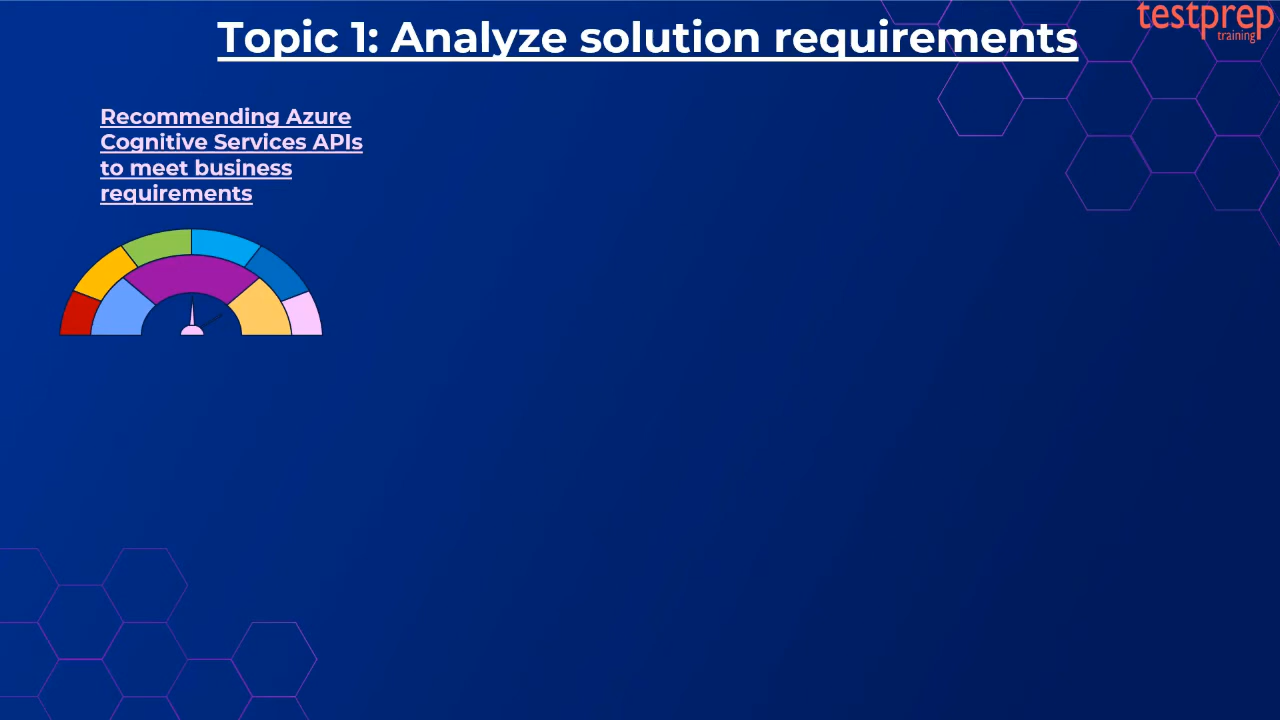 Topic 1: Analyze solution requirements
testprep
training
Recommending Azure
Cognitive Services APIs
to meet business
requirements